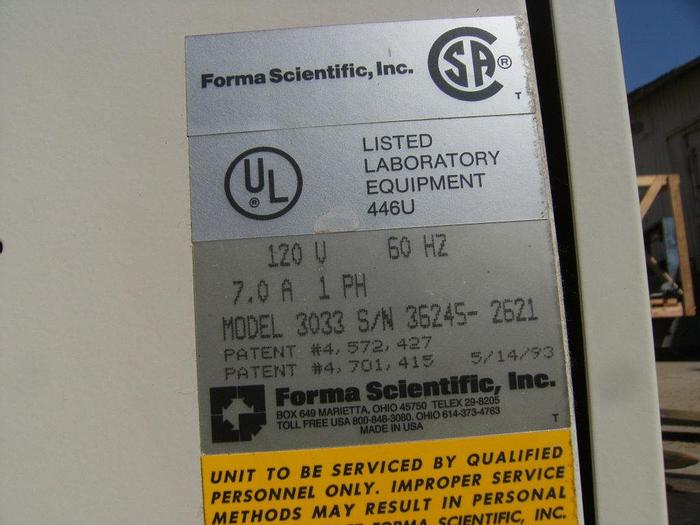 Forma Scientific, Inc.
CSA ®
T
UL ®
LISTED
LABORATORY
EQUIPMENT
446U
120 V 60 HZ
7.0 A 1 PH
MODEL 3033 S/N 36245- 2621
PATENT #4,572,427
PATENT #4,701,415 5/14/93
Forma Scientific, Inc.
BOX 649 MARIETTA, OHIO 45750 TELEX 29-8205
TOLL FREE USA 800-848-3080. OHIO 614-373-4763
MADE IN USA
T
UNIT TO BE SERVICED BY QUALIFIED
PERSONNEL ONLY. IMPROPER SERVICE
METHODS MAY RESULT IN PERSONAL
FORMA SCIENTIFIC, INC.